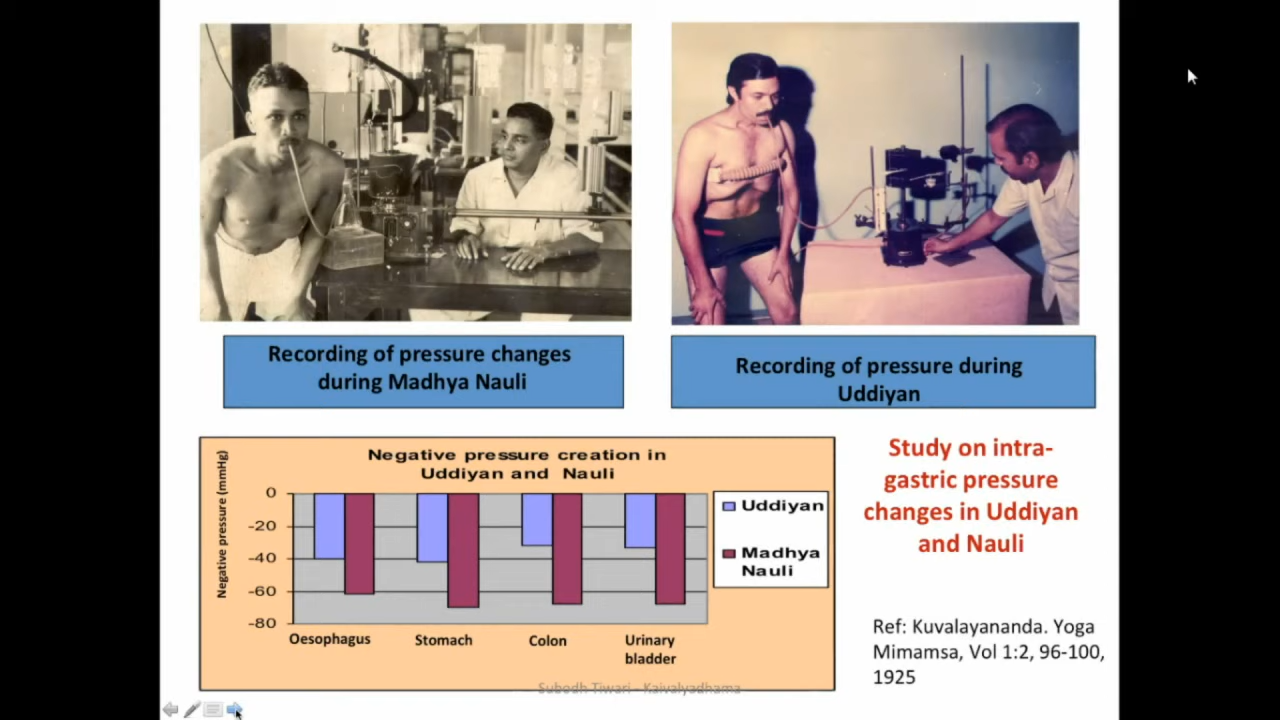 Recording of pressure changes
during Madhya Nauli
Recording of pressure during
Uddiyan
Negative pressure creation in
Uddiyan and Nauli
Negative pressure (mmHg)
0
-20
-40
-60
-80
Oesophagus
Stomach
Colon
Urinary
bladder
Uddiyan
Madhya
Nauli
Study on intra-
gastric pressure
changes in Uddiyan
and Nauli
Ref: Kuvalayananda. Yoga
Mimamsa, Vol 1:2, 96-100,
1925
Subodh Tiwari - Kaivalyadhama